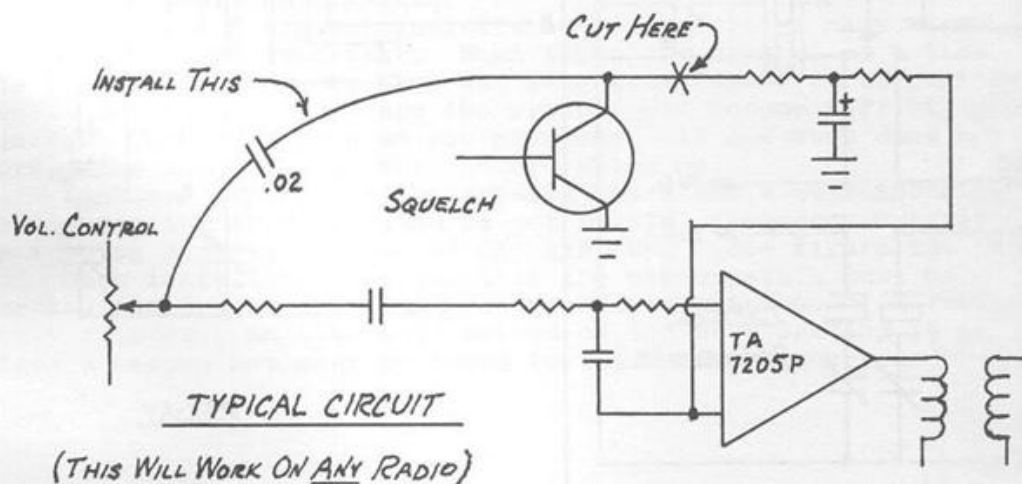 CUT HERE
INSTALL THIS
+
.02
SQUELCH
VOL. CONTROL
TA
7205P
TYPICAL CIRCUIT
(THIS WILL WORK ON ANY RADIO)